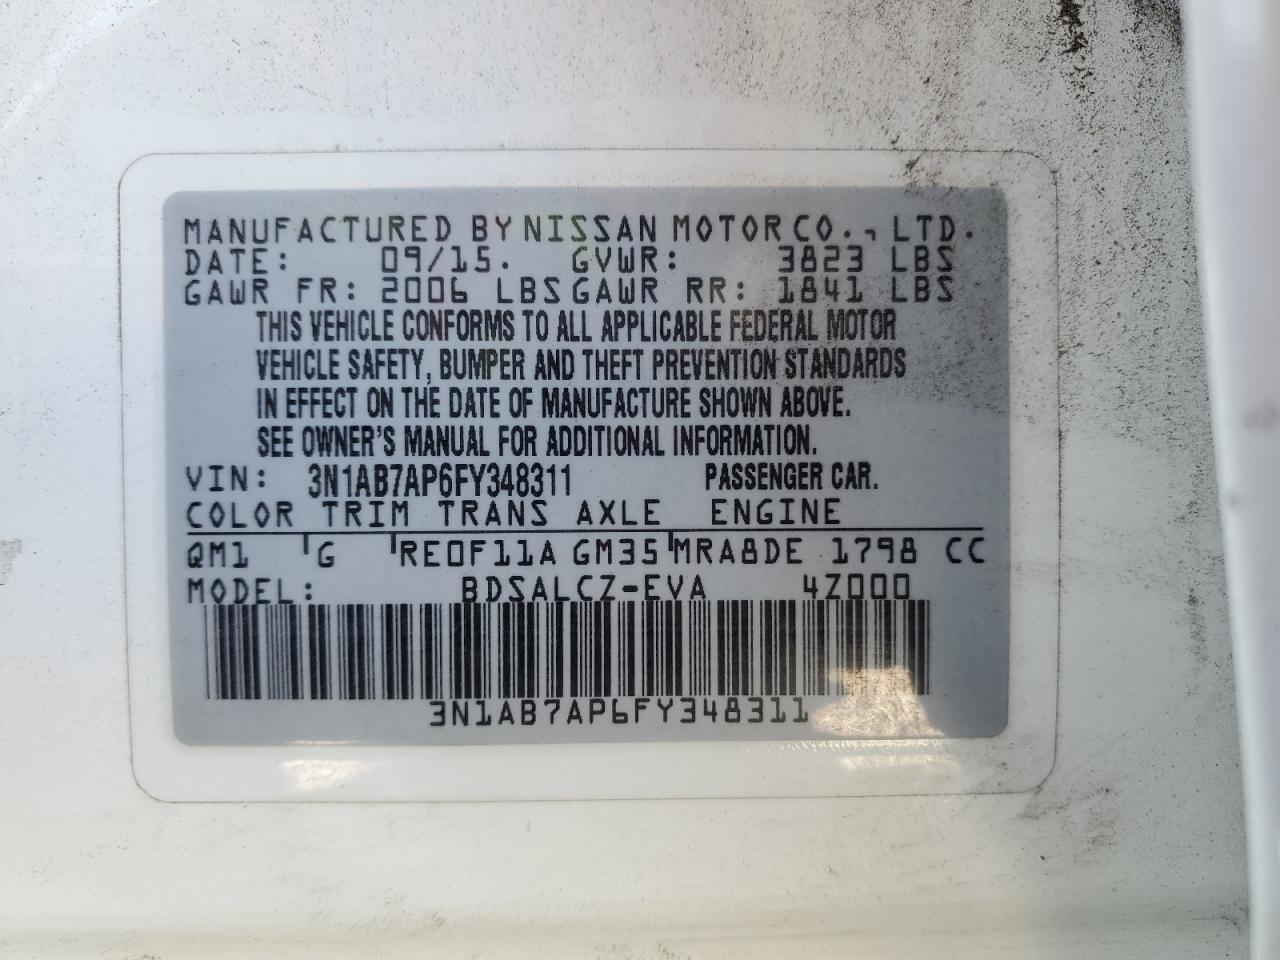 MANUFACTURED BY NISSAN MOTOR CO., LTD.
DATE: 09/15. GVWR: 3823 LBS
GAWR FR: 2006 LBS GAWR RR: 1841 LBS
THIS VEHICLE CONFORMS TO ALL APPLICABLE FEDERAL MOTOR
VEHICLE SAFETY, BUMPER AND THEFT PREVENTION STANDARDS
IN EFFECT ON THE DATE OF MANUFACTURE SHOWN ABOVE.
SEE OWNER'S MANUAL FOR ADDITIONAL INFORMATION.
VIN: 3N1AB7AP6FY348311 PASSENGER CAR.
COLOR TRIM TRANS AXLE ENGINE
QM1 G RE0F11A GM35 MRA8DE 1798 CC
MODEL: BDSALCZ-EVA 4Z000
3N1AB7AP6FY348311